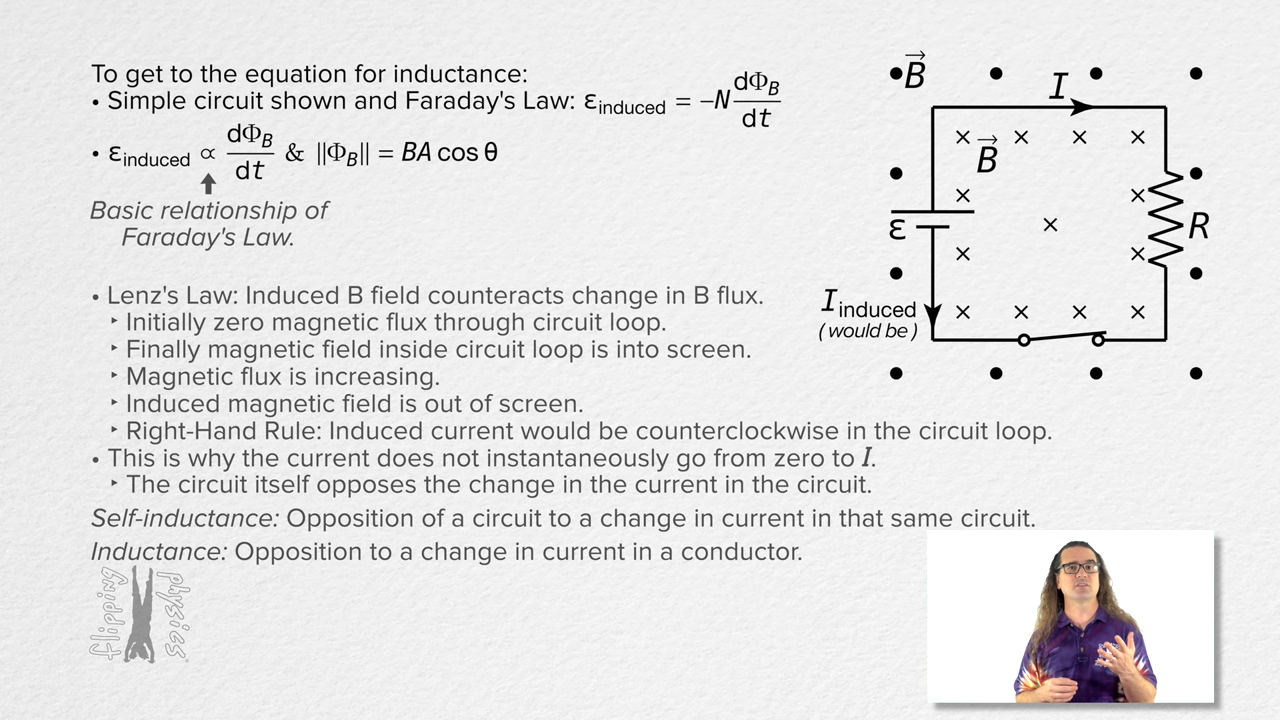 To get to the equation for inductance:
• Simple circuit shown and Faraday's Law: ε_induced = −N dΦ_B/dt
• ε_induced ∝ dΦ_B/dt & ||Φ_B|| = BA cos θ
Basic relationship of
Faraday's Law.
• Lenz's Law: Induced B field counteracts change in B flux.
‣ Initially zero magnetic flux through circuit loop.
‣ Finally magnetic field inside circuit loop is into screen.
‣ Magnetic flux is increasing.
‣ Induced magnetic field is out of screen.
‣ Right-Hand Rule: Induced current would be counterclockwise in the circuit loop.
• This is why the current does not instantaneously go from zero to I.
‣ The circuit itself opposes the change in the current in the circuit.
Self-inductance: Opposition of a circuit to a change in current in that same circuit.
Inductance: Opposition to a change in current in a conductor.
B⃗
I
B⃗
ε
R
I_induced
(would be)
flipping
physics